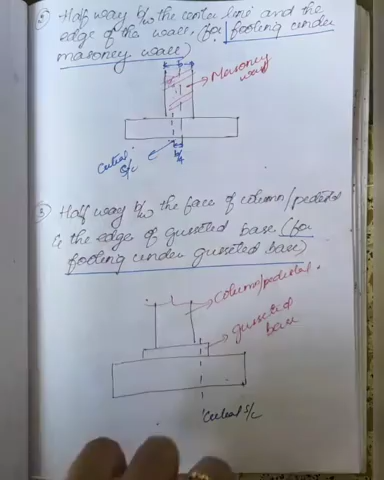 ② Half way b/w the center line and the
edge of the wall, (for footing under
masonry wall)
b
Masonry
wall
b/4
Critical
S/c
③ Half way b/w the face of column/pedestal
& the edge of gusseted base (for
footing under gusseted base)
column/pedestal.
gusseted
base
Critical S/c